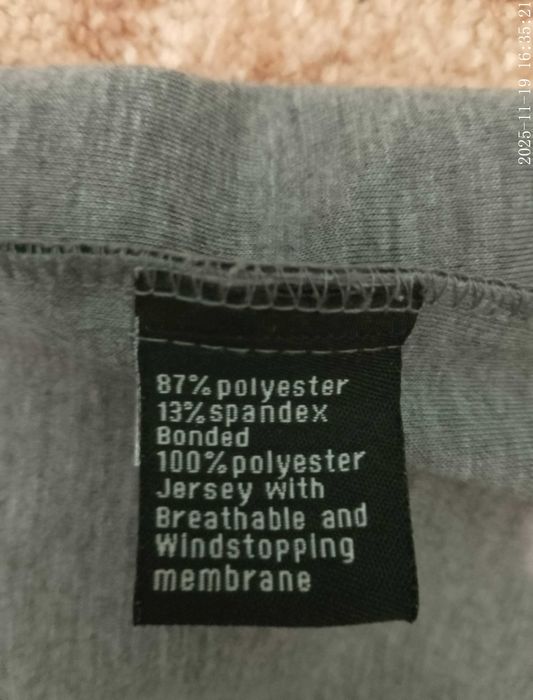 2025-11-19 16:35:21
87% polyester
13% spandex
Bonded
100% polyester
Jersey with
Breathable and
Windstopping
membrane